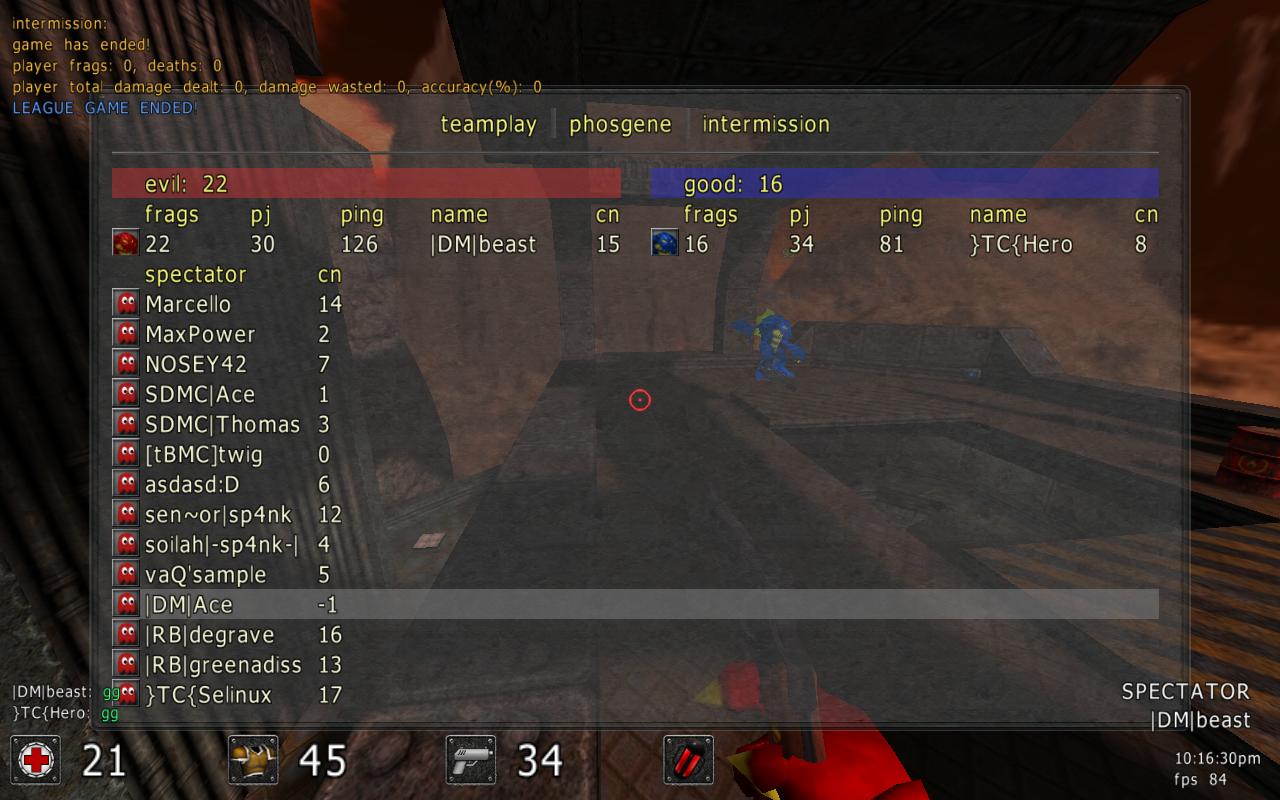 intermission:
game has ended!
player frags: 0, deaths: 0
player total damage dealt: 0, damage wasted: 0, accuracy(%): 0
LEAGUE GAME ENDED!
teamplay phosgene intermission
evil: 22 good: 16
frags pj ping name cn frags pj ping name cn
22 30 126 |DM|beast 15 16 34 81 }TC{Hero 8
spectator cn
Marcello 14
MaxPower 2
NOSEY42 7
SDMC|Ace 1
SDMC|Thomas 3
[tBMC]twig 0
asdasd:D 6
sen~or|sp4nk 12
soilah|-sp4nk-| 4
vaQ'sample 5
|DM|Ace -1
|RB|degrave 16
|RB|greenadiss 13
}TC{Selinux 17
|DM|beast: gg
}TC{Hero: gg
SPECTATOR
|DM|beast
21 45 34
10:16:30pm
fps 84